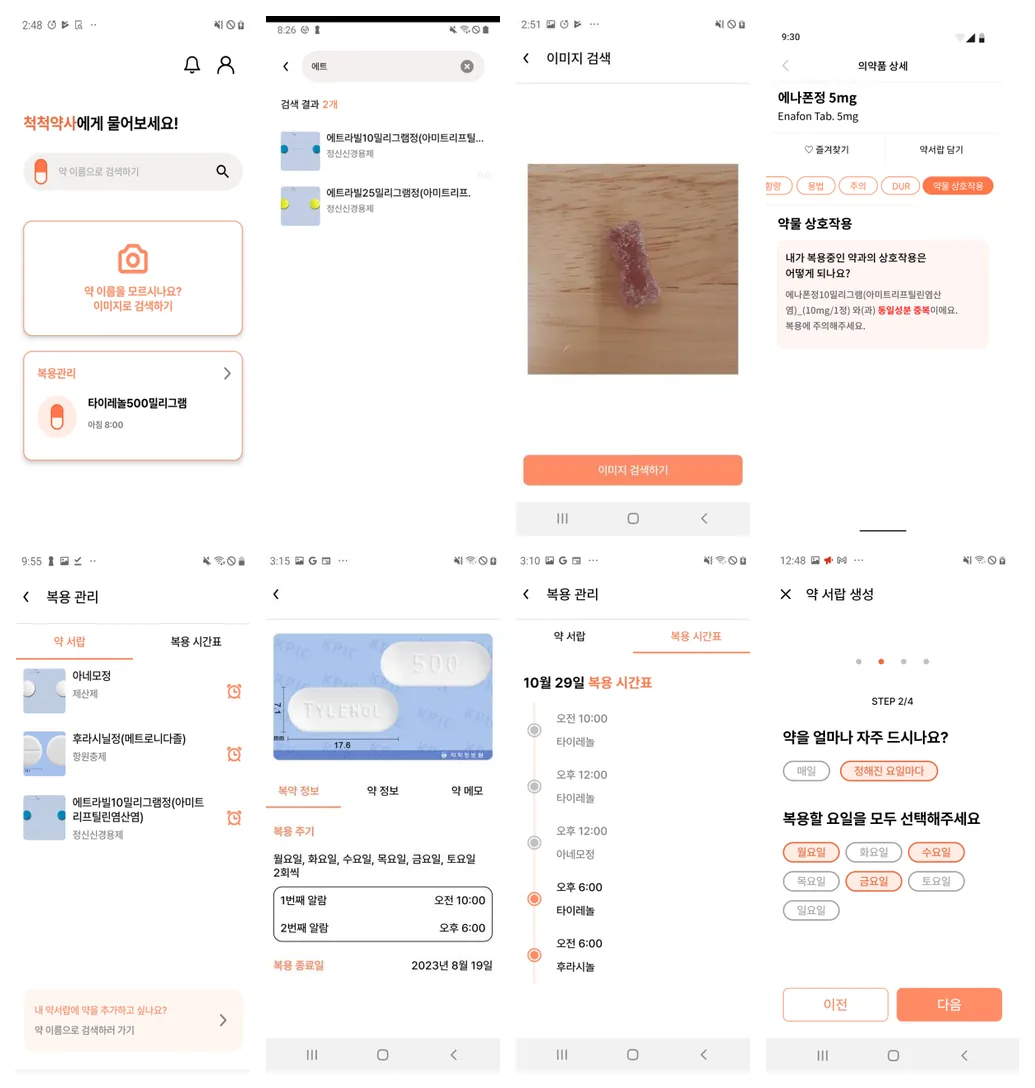 2:48
척척약사에게 물어보세요!
약 이름으로 검색하기
약 이름을 모르시나요?
이미지로 검색하기
복용관리
타이레놀500밀리그램
아침 8:00
8:26
에트
검색 결과 2개
에트라빌10밀리그램정(아미트리프틸...
정신신경용제
에트라빌25밀리그램정(아미트리프.
정신신경용제
2:51
이미지 검색
이미지 검색하기
9:30
의약품 상세
에나폰정 5mg
Enafon Tab. 5mg
♡ 즐겨찾기
약서랍 담기
함량
용법
주의
DUR
약물 상호작용
약물 상호작용
내가 복용중인 약과의 상호작용은
어떻게 되나요?
에나폰정10밀리그램(아미트리프틸린염산
염)_(10mg/1정) 와(과) 동일성분 중복이에요.
복용에 주의해주세요.
9:55
복용 관리
약 서랍
복용 시간표
아네모정
제산제
후라시닐정(메트로니다졸)
항원충제
에트라빌10밀리그램정(아미트
리프틸린염산염)
정신신경용제
내 약서랍에 약을 추가하고 싶나요?
약 이름으로 검색하러 가기
3:15
KPIC
500
TYLENOL
7.1
mm
17.6
약학정보원
복약 정보
약 정보
약 메모
복용 주기
월요일, 화요일, 수요일, 목요일, 금요일, 토요일
2회씩
1번째 알람
오전 10:00
2번째 알람
오후 6:00
복용 종료일
2023년 8월 19일
3:10
복용 관리
약 서랍
복용 시간표
10월 29일 복용 시간표
오전 10:00
타이레놀
오후 12:00
타이레놀
오후 12:00
아네모정
오후 6:00
타이레놀
오전 6:00
후라시놀
12:48
약 서랍 생성
STEP 2/4
약을 얼마나 자주 드시나요?
매일
정해진 요일마다
복용할 요일을 모두 선택해주세요
월요일
화요일
수요일
목요일
금요일
토요일
일요일
이전
다음